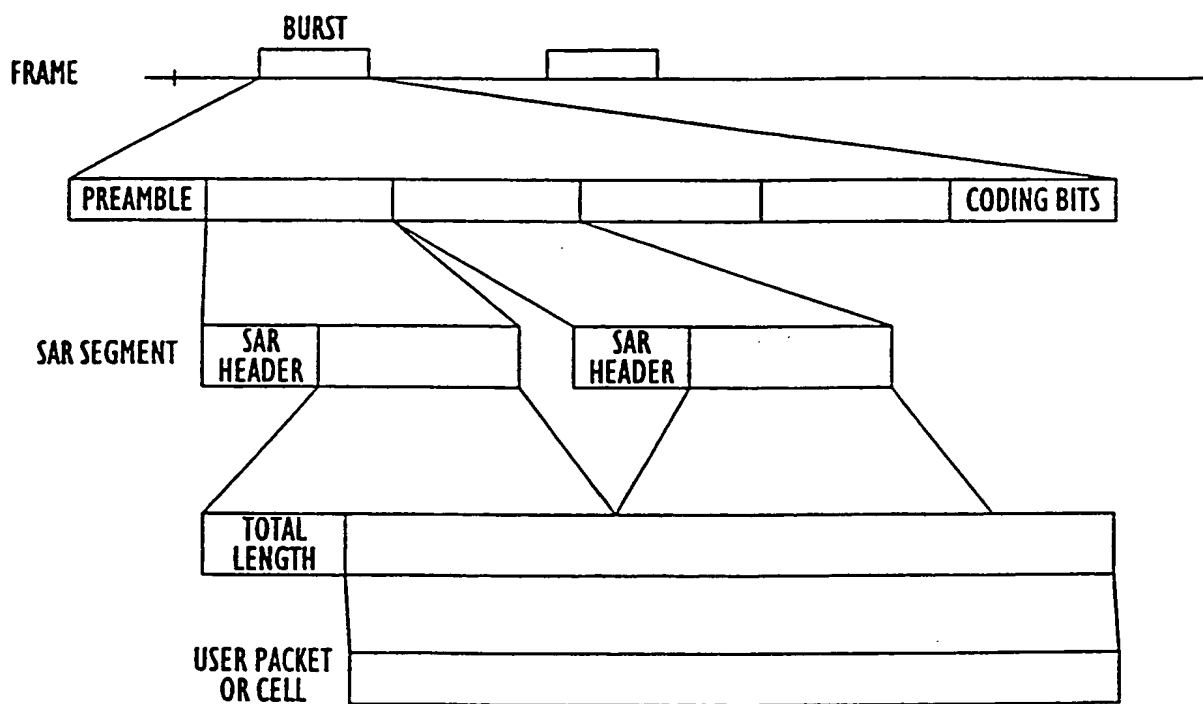 BURST
FRAME
PREAMBLE
CODING BITS
SAR SEGMENT
SAR
HEADER
SAR
HEADER
TOTAL
LENGTH
USER PACKET
OR CELL